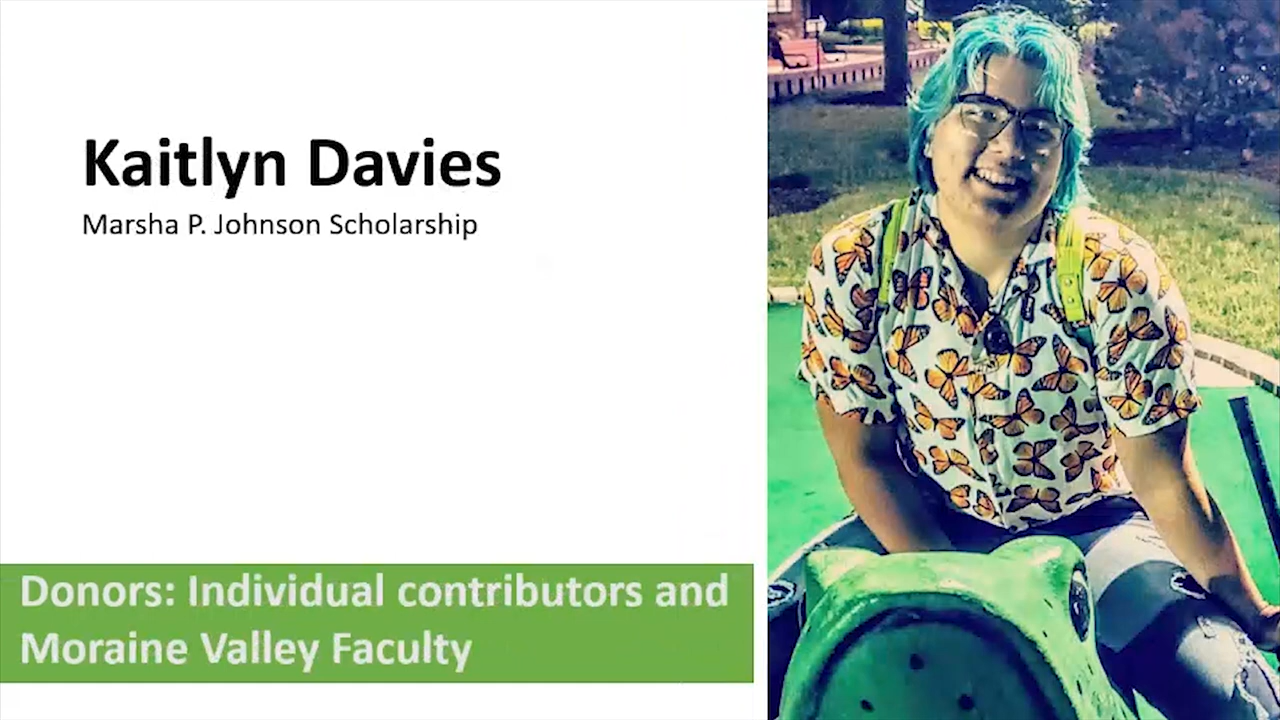 Kaitlyn Davies
Marsha P. Johnson Scholarship
Donors: Individual contributors and
Moraine Valley Faculty